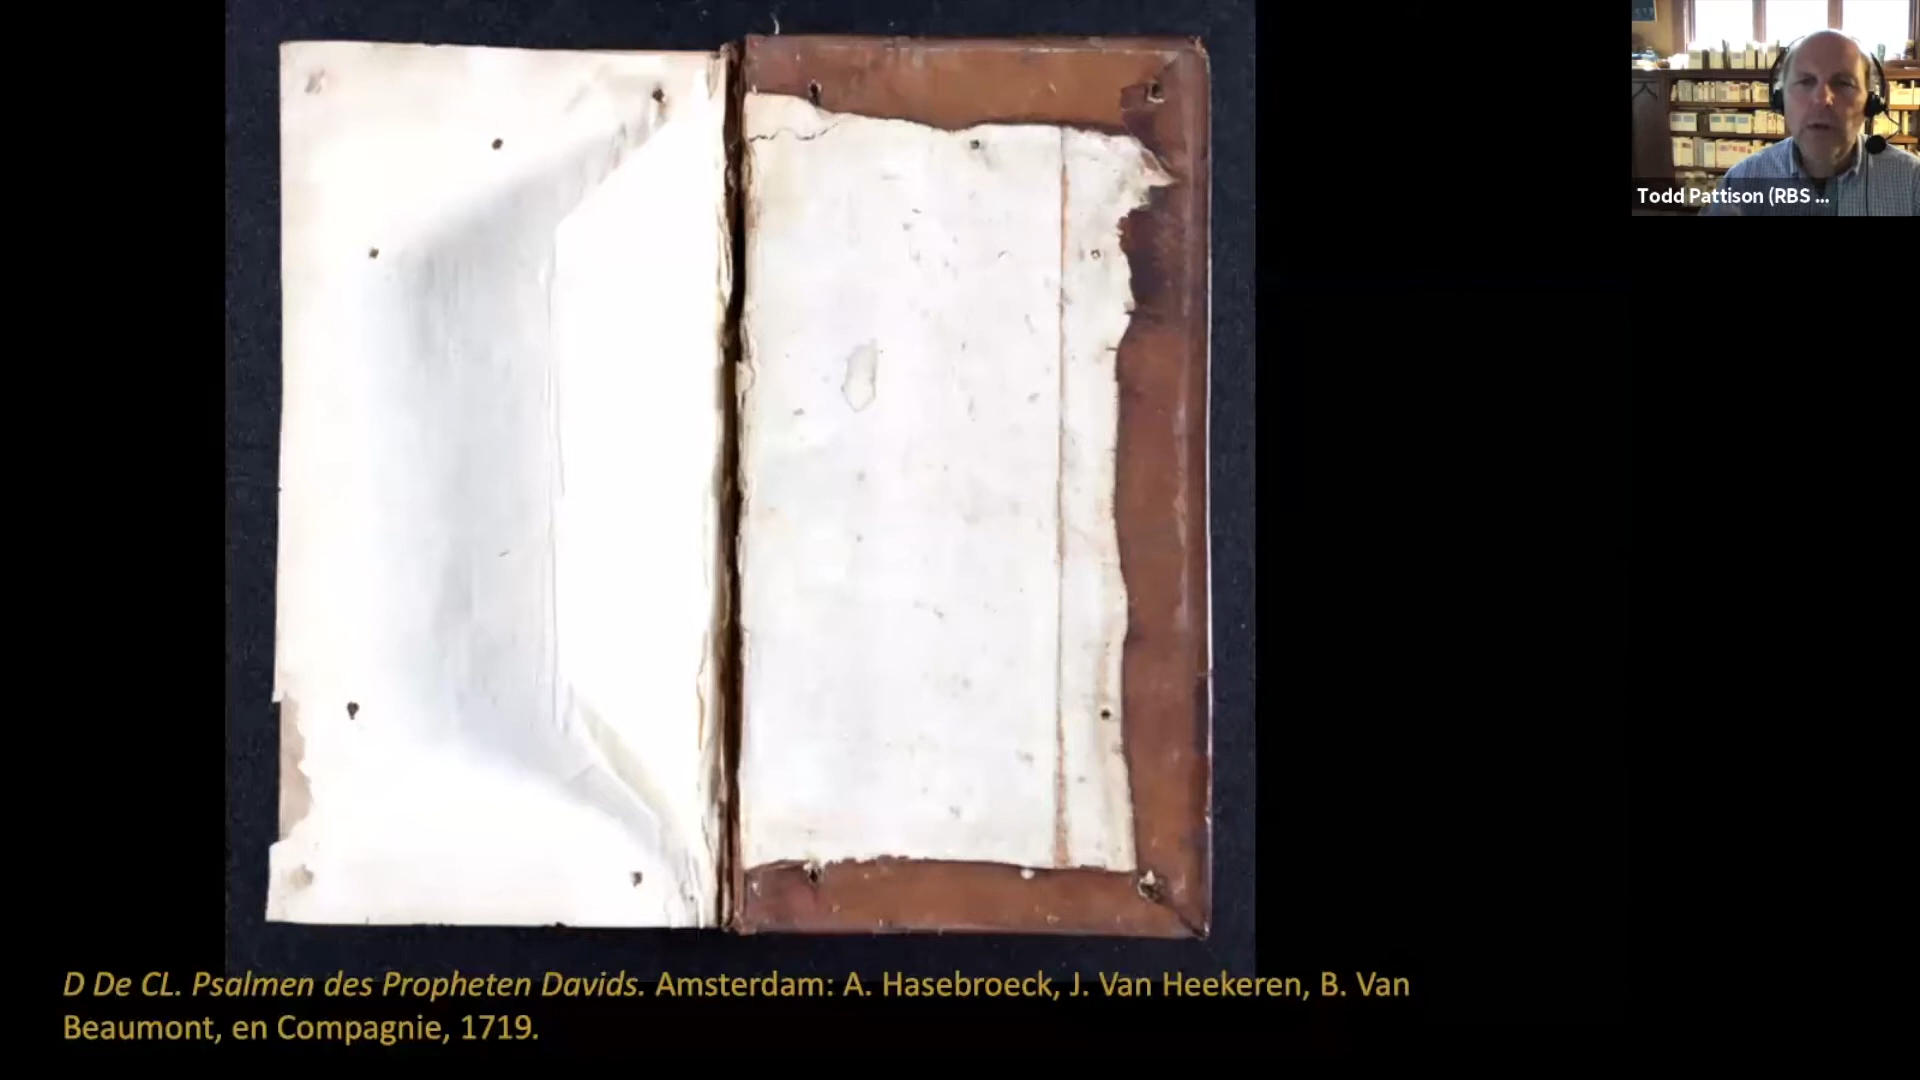 Todd Pattison (RBS ...
D De CL. Psalmen des Propheten Davids. Amsterdam: A. Hasebroeck, J. Van Heekeren, B. Van
Beaumont, en Compagnie, 1719.